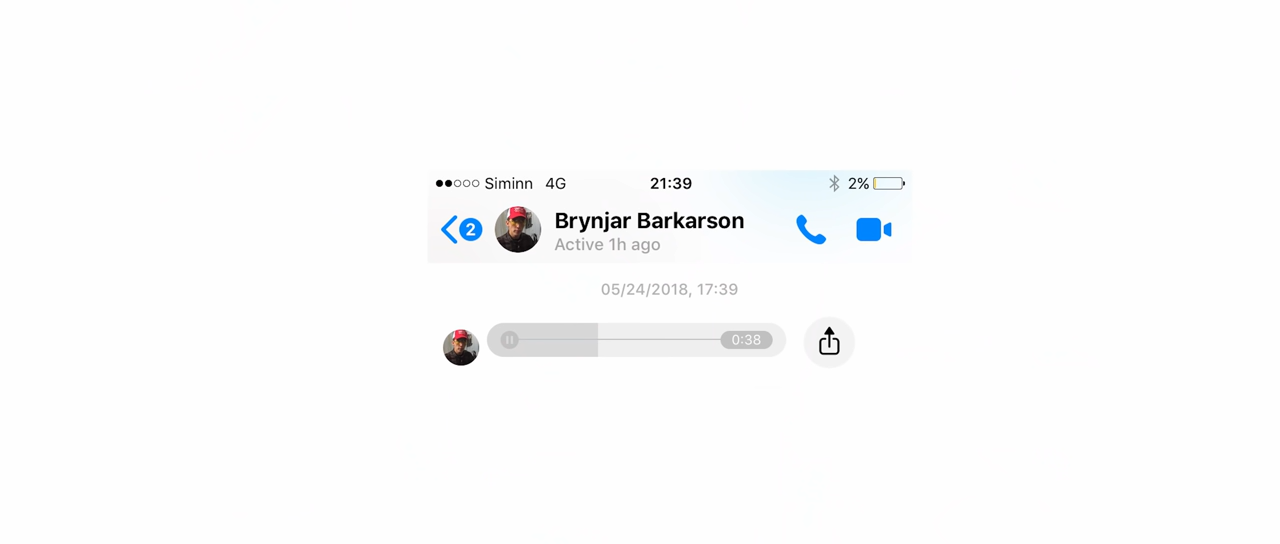 Siminn 4G 21:39 2%
2 Brynjar Barkarson
Active 1h ago
05/24/2018, 17:39
0:38